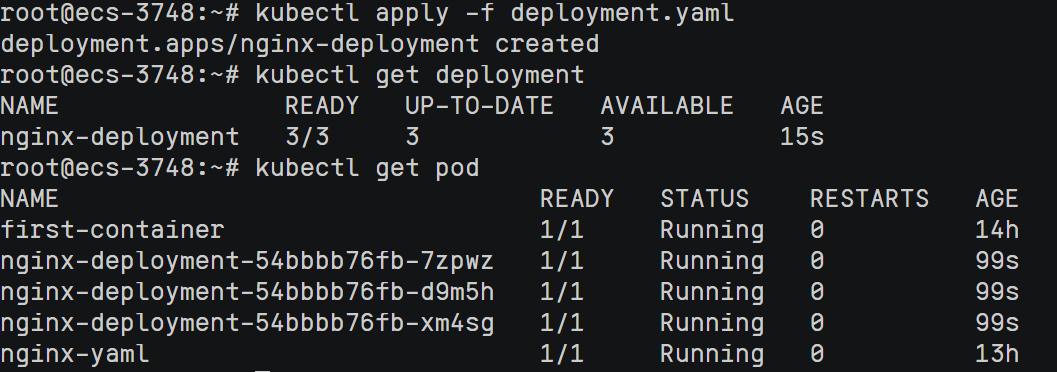 root@ecs-3748:~# kubectl apply -f deployment.yaml
deployment.apps/nginx-deployment created
root@ecs-3748:~# kubectl get deployment
NAME               READY   UP-TO-DATE   AVAILABLE   AGE
nginx-deployment   3/3     3            3           15s
root@ecs-3748:~# kubectl get pod
NAME                                READY   STATUS    RESTARTS   AGE
first-container                     1/1     Running   0          14h
nginx-deployment-54bbbb76fb-7zpwz   1/1     Running   0          99s
nginx-deployment-54bbbb76fb-d9m5h   1/1     Running   0          99s
nginx-deployment-54bbbb76fb-xm4sg   1/1     Running   0          99s
nginx-yaml                          1/1     Running   0          13h